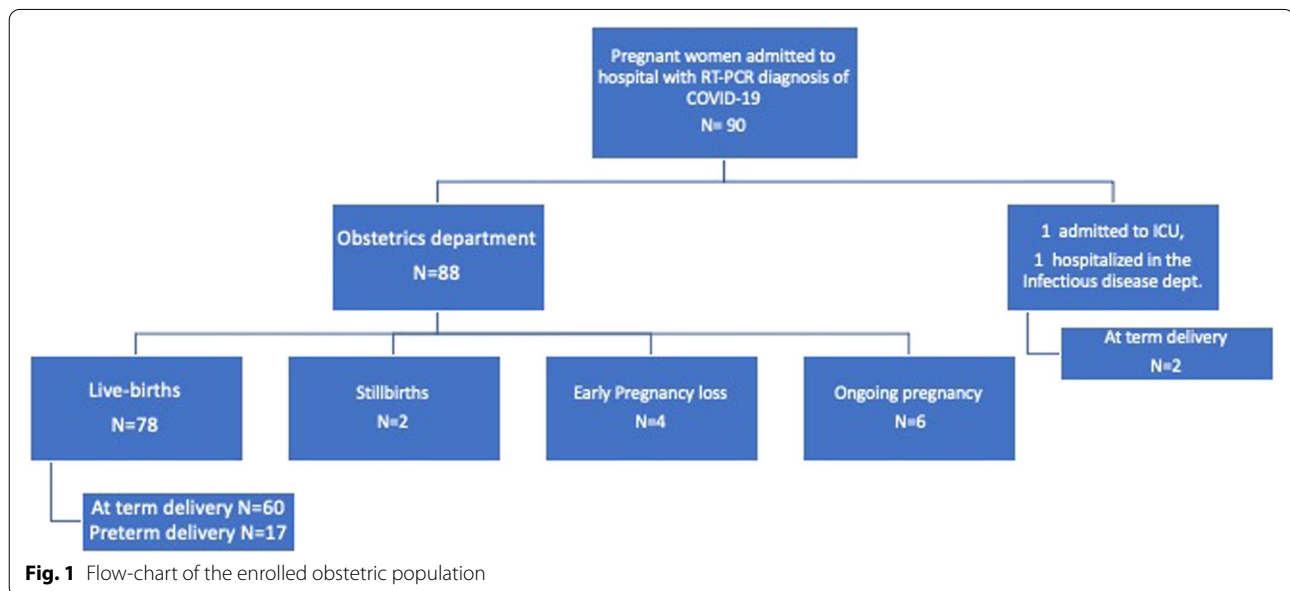 Pregnant women admitted to
hospital with RT-PCR diagnosis of
COVID-19
N= 90
Obstetrics department
N=88
1 admitted to ICU,
1 hospitalized in the
Infectious disease dept.
Live-births
N=78
Stillbirths
N=2
Early Pregnancy loss
N=4
Ongoing pregnancy
N=6
At term delivery
N=2
At term delivery N=60
Preterm delivery N=17
Fig. 1 Flow-chart of the enrolled obstetric population